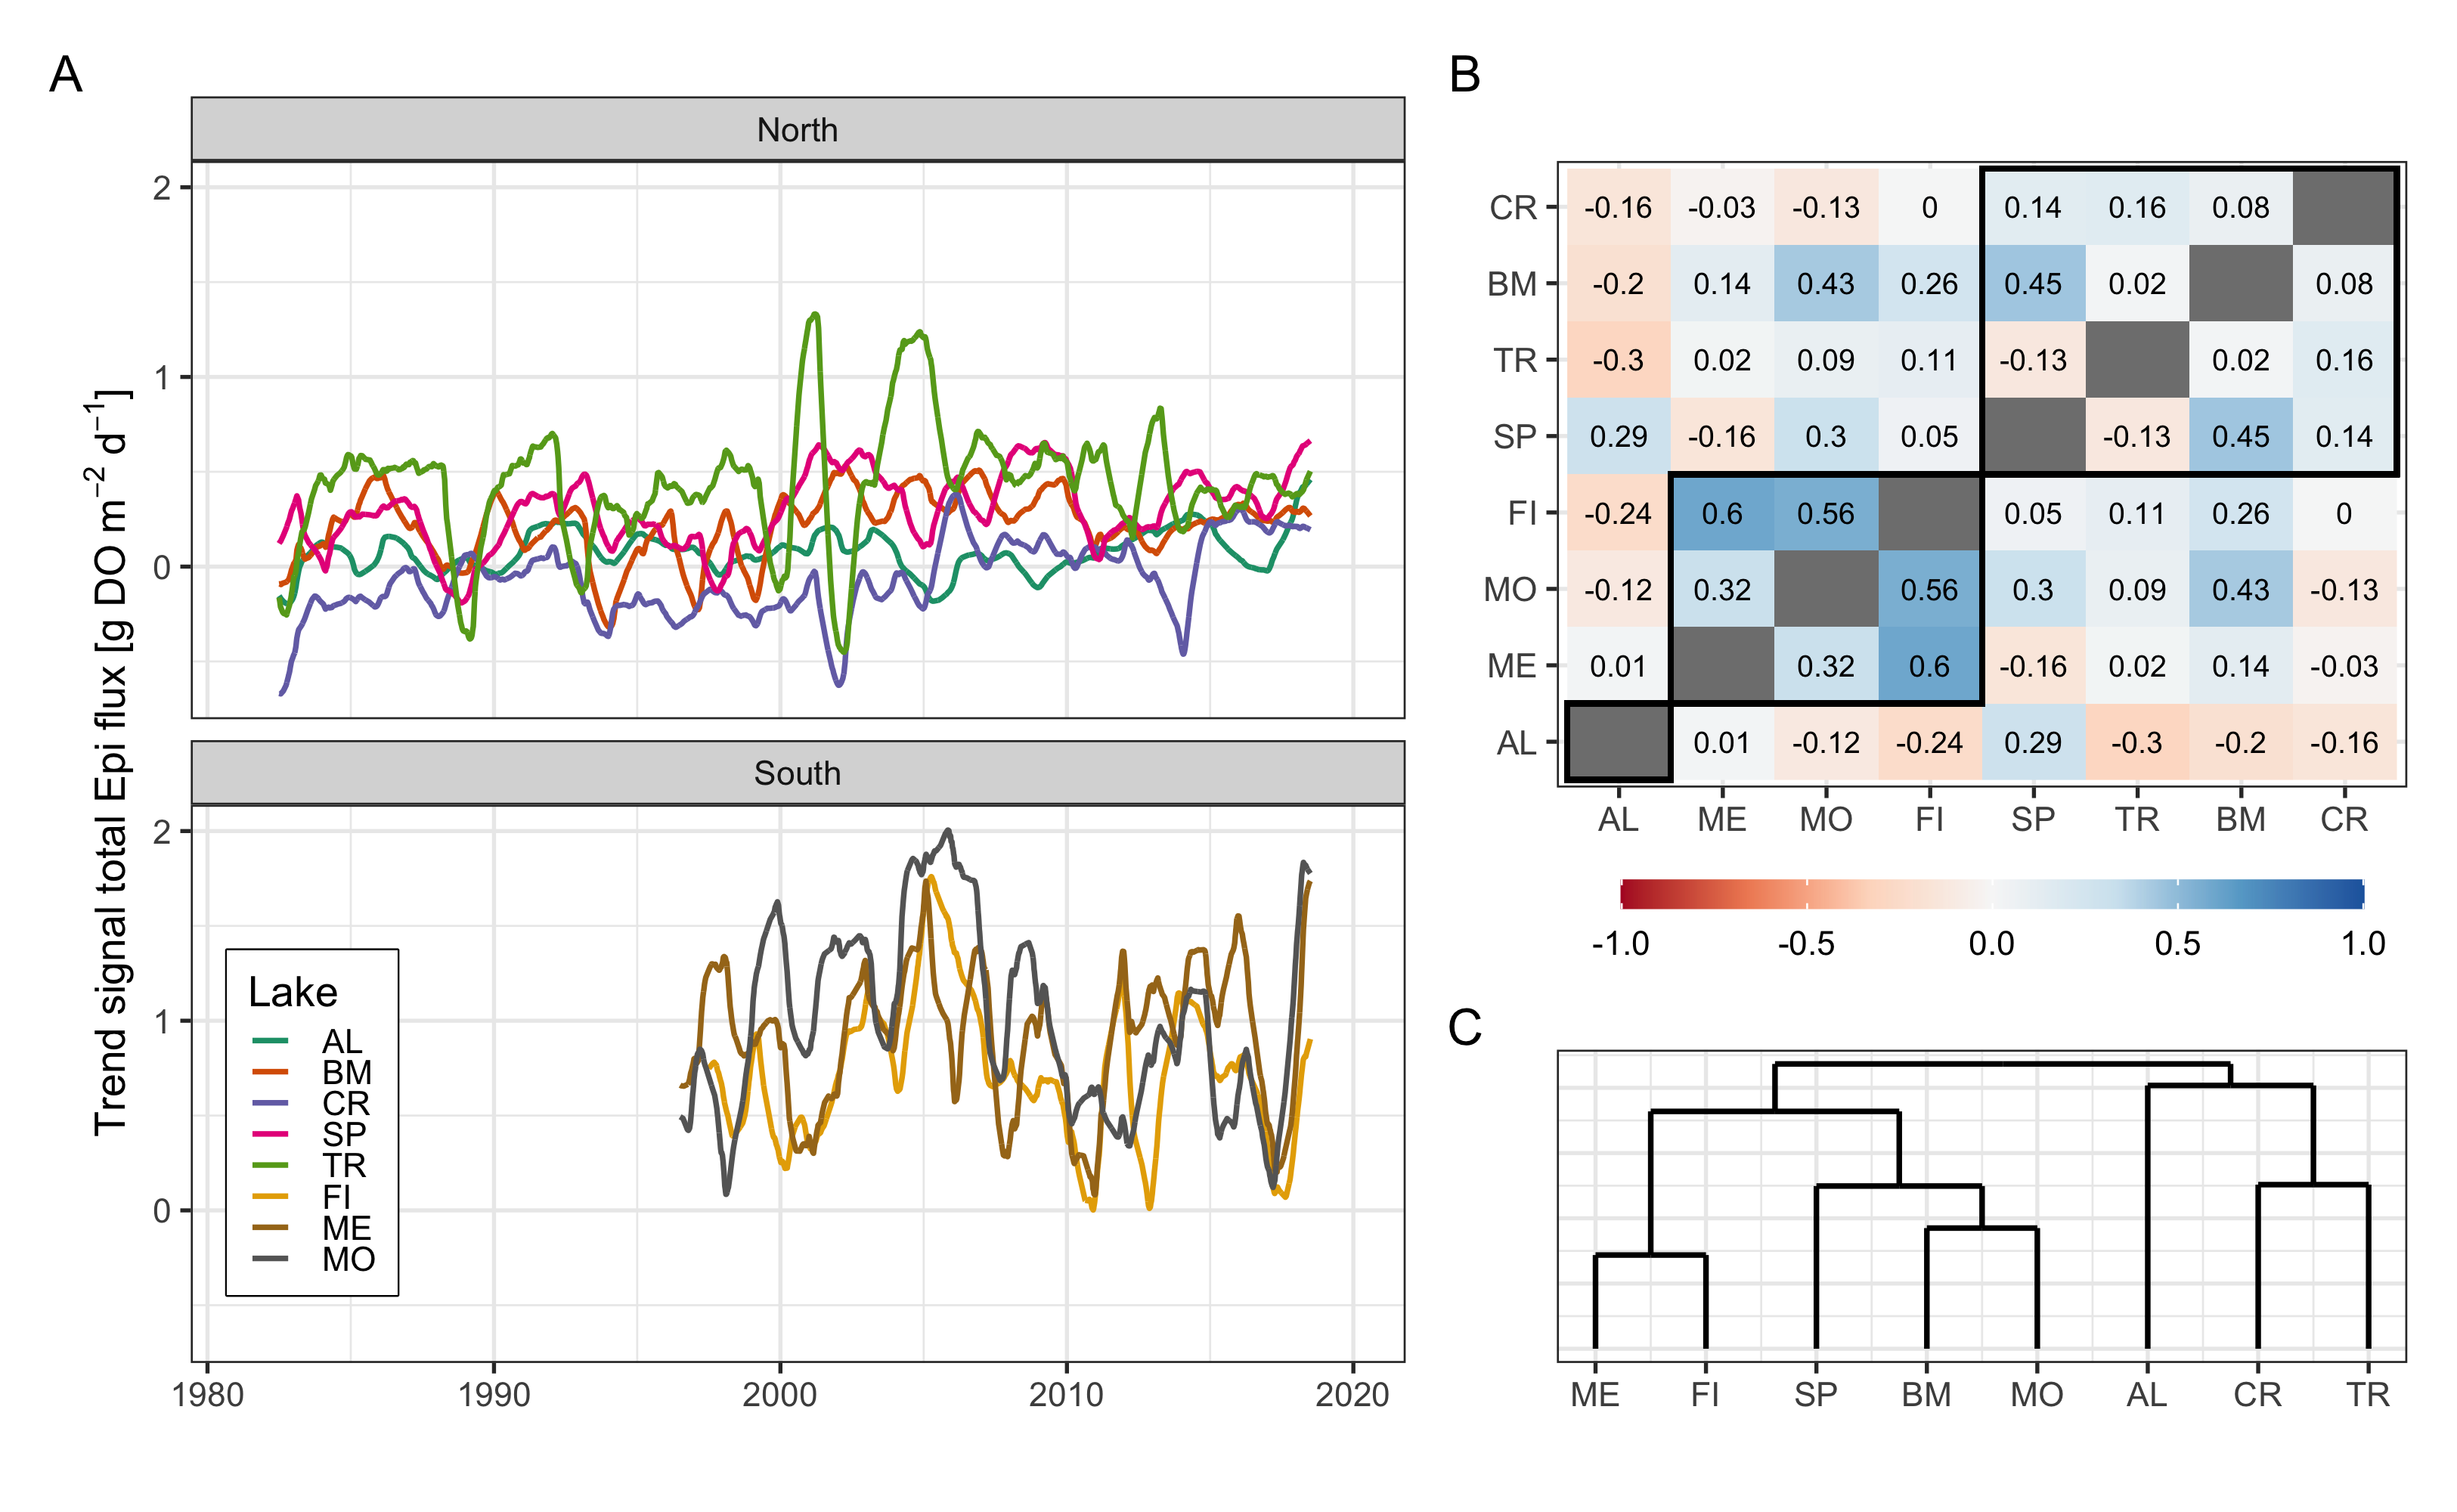 A
North
2
1
0
South
2
1
0
Trend signal total Epi flux [g DO m⁻² d⁻¹]
Lake
AL
BM
CR
SP
TR
FI
ME
MO
1980 1990 2000 2010 2020
B
CR -0.16 -0.03 -0.13 0 0.14 0.16 0.08
BM -0.2 0.14 0.43 0.26 0.45 0.02 0.08
TR -0.3 0.02 0.09 0.11 -0.13 0.02 0.16
SP 0.29 -0.16 0.3 0.05 -0.13 0.45 0.14
FI -0.24 0.6 0.56 0.05 0.11 0.26 0
MO -0.12 0.32 0.56 0.3 0.09 0.43 -0.13
ME 0.01 0.32 0.6 -0.16 0.02 0.14 -0.03
AL 0.01 -0.12 -0.24 0.29 -0.3 -0.2 -0.16
AL ME MO FI SP TR BM CR
-1.0 -0.5 0.0 0.5 1.0
C
ME FI SP BM MO AL CR TR